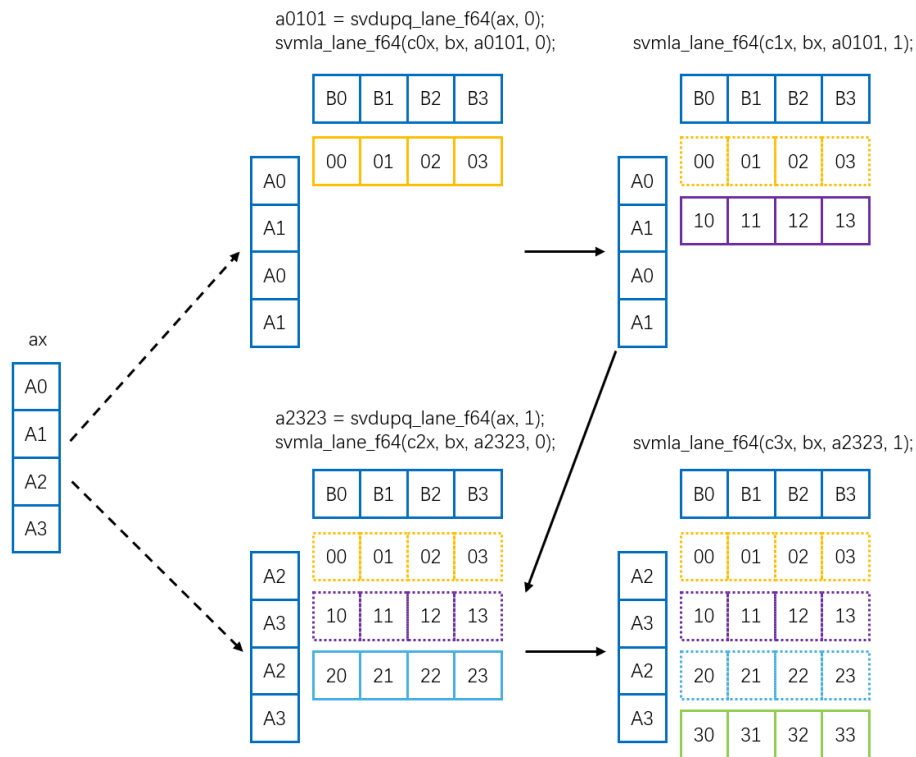 a0101 = svdupq_lane_f64(ax, 0);
svmla_lane_f64(c0x, bx, a0101, 0);
B0 B1 B2 B3
00 01 02 03
A0
A1
A0
A1
svmla_lane_f64(c1x, bx, a0101, 1);
B0 B1 B2 B3
00 01 02 03
10 11 12 13
A0
A1
A0
A1
ax
A0
A1
A2
A3
a2323 = svdupq_lane_f64(ax, 1);
svmla_lane_f64(c2x, bx, a2323, 0);
B0 B1 B2 B3
00 01 02 03
10 11 12 13
20 21 22 23
A2
A3
A2
A3
svmla_lane_f64(c3x, bx, a2323, 1);
B0 B1 B2 B3
00 01 02 03
10 11 12 13
20 21 22 23
30 31 32 33
A2
A3
A2
A3